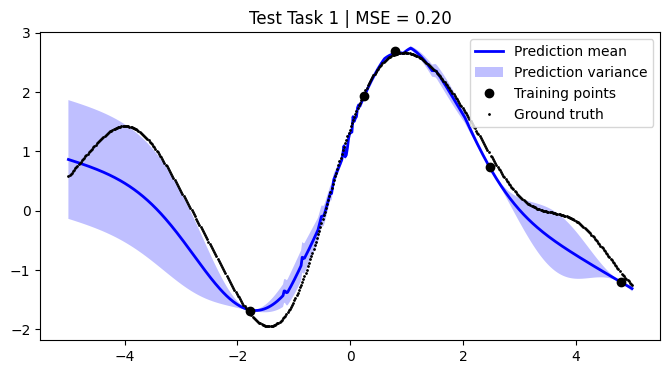 Test Task 1 | MSE = 0.20
Prediction mean
Prediction variance
Training points
Ground truth
3
2
1
0
−1
−2
−4
−2
0
2
4